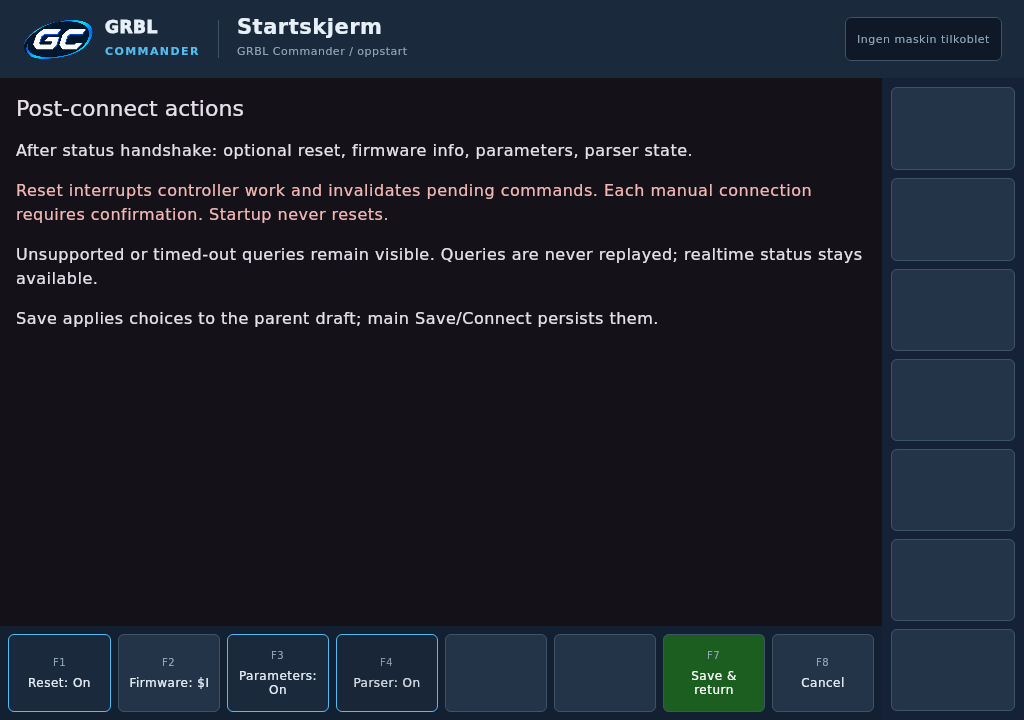 GC
GRBL
COMMANDER
Startskjerm
GRBL Commander / oppstart
Ingen maskin tilkoblet
Post-connect actions
After status handshake: optional reset, firmware info, parameters, parser state.
Reset interrupts controller work and invalidates pending commands. Each manual connection
requires confirmation. Startup never resets.
Unsupported or timed-out queries remain visible. Queries are never replayed; realtime status stays
available.
Save applies choices to the parent draft; main Save/Connect persists them.
F1
Reset: On
F2
Firmware: $I
F3
Parameters:
On
F4
Parser: On
F7
Save &
return
F8
Cancel